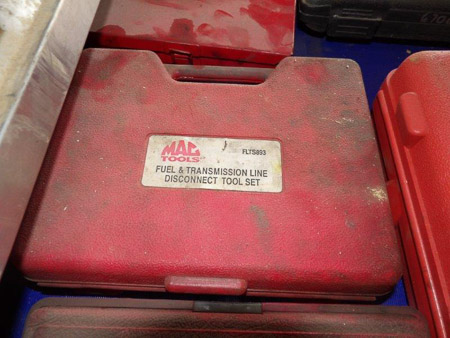 MAC
TOOLS
FLTS893
FUEL & TRANSMISSION LINE
DISCONNECT TOOL SET